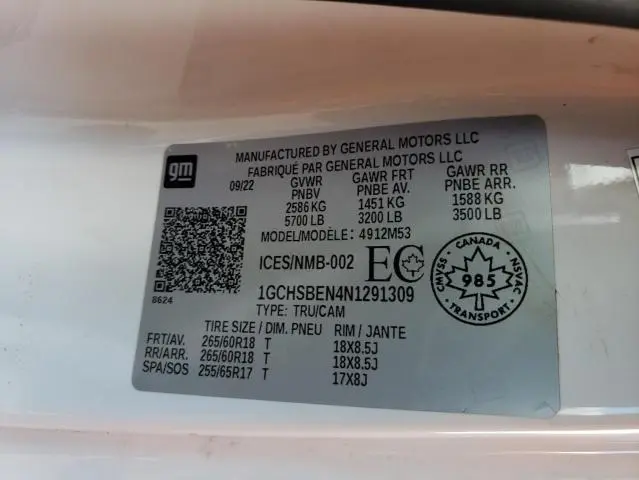 gm
MANUFACTURED BY GENERAL MOTORS LLC
FABRIQUÉ PAR GENERAL MOTORS LLC
09/22 GVWR GAWR FRT GAWR RR
PNBV PNBE AV. PNBE ARR.
2586 KG 1451 KG 1588 KG
5700 LB 3200 LB 3500 LB
MODEL/MODÈLE: 4912M53
ICES/NMB-002 EC
CANADA
CMVSS 985 NSVAC
TRANSPORT
8624
1GCHSBEN4N1291309
TYPE: TRU/CAM
TIRE SIZE / DIM. PNEU RIM / JANTE
FRT/AV. 265/60R18 T 18X8.5J
RR/ARR. 265/60R18 T 18X8.5J
SPA/SOS 255/65R17 T 17X8J